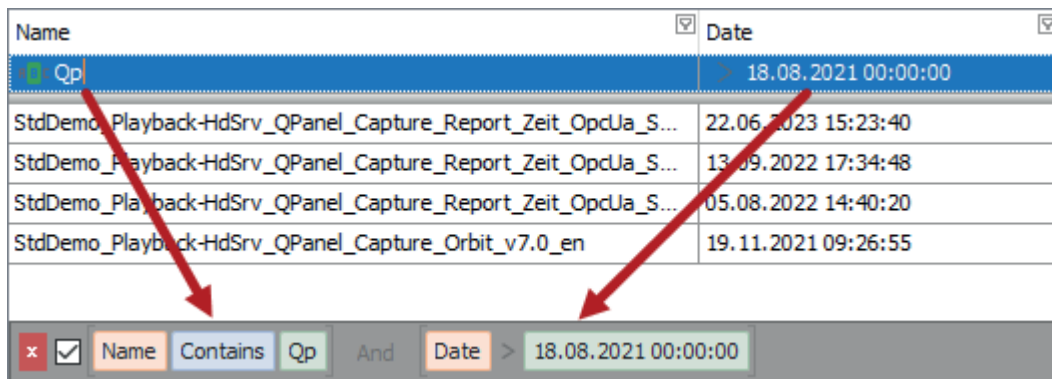 Name Date
Qp > 18.08.2021 00:00:00
StdDemo_Playback-HdSrv_QPanel_Capture_Report_Zeit_OpcUa_S... 22.06.2023 15:23:40
StdDemo_Playback-HdSrv_QPanel_Capture_Report_Zeit_OpcUa_S... 13.09.2022 17:34:48
StdDemo_Playback-HdSrv_QPanel_Capture_Report_Zeit_OpcUa_S... 05.08.2022 14:40:20
StdDemo_Playback-HdSrv_QPanel_Capture_Orbit_v7.0_en 19.11.2021 09:26:55
x Name Contains Qp And Date > 18.08.2021 00:00:00